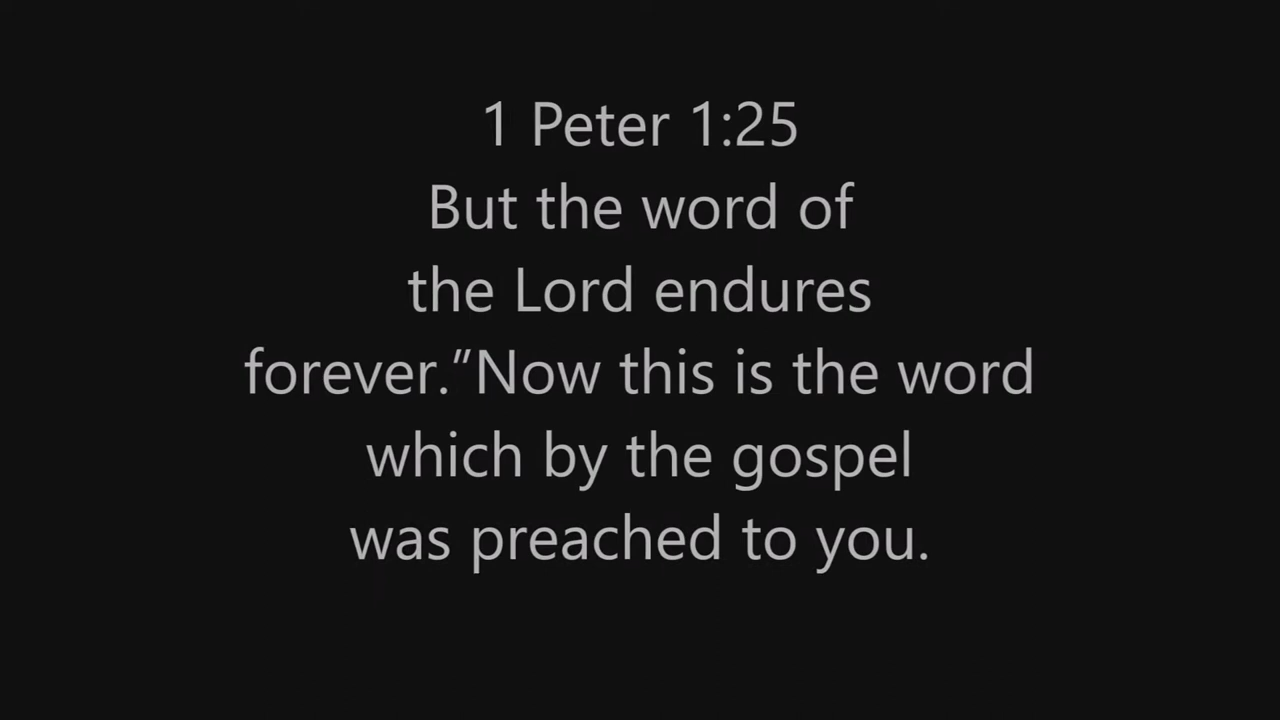 1 Peter 1:25
But the word of
the Lord endures
forever.”Now this is the word
which by the gospel
was preached to you.